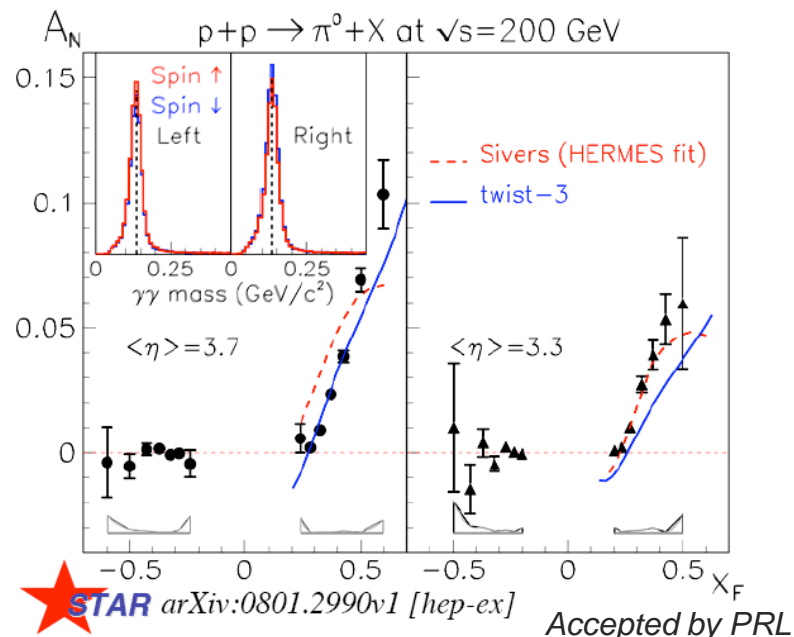 A_N
p+p → π⁰+X at √s=200 GeV
0.15
0.1
0.05
0
Spin ↑
Spin ↓
Left
Right
0 0.25 0 0.25
γγ mass (GeV/c²)
Sivers (HERMES fit)
twist-3
<η>=3.7
<η>=3.3
-0.5 0 0.5 -0.5 0 0.5 X_F
STAR arXiv:0801.2990v1 [hep-ex]
Accepted by PRL